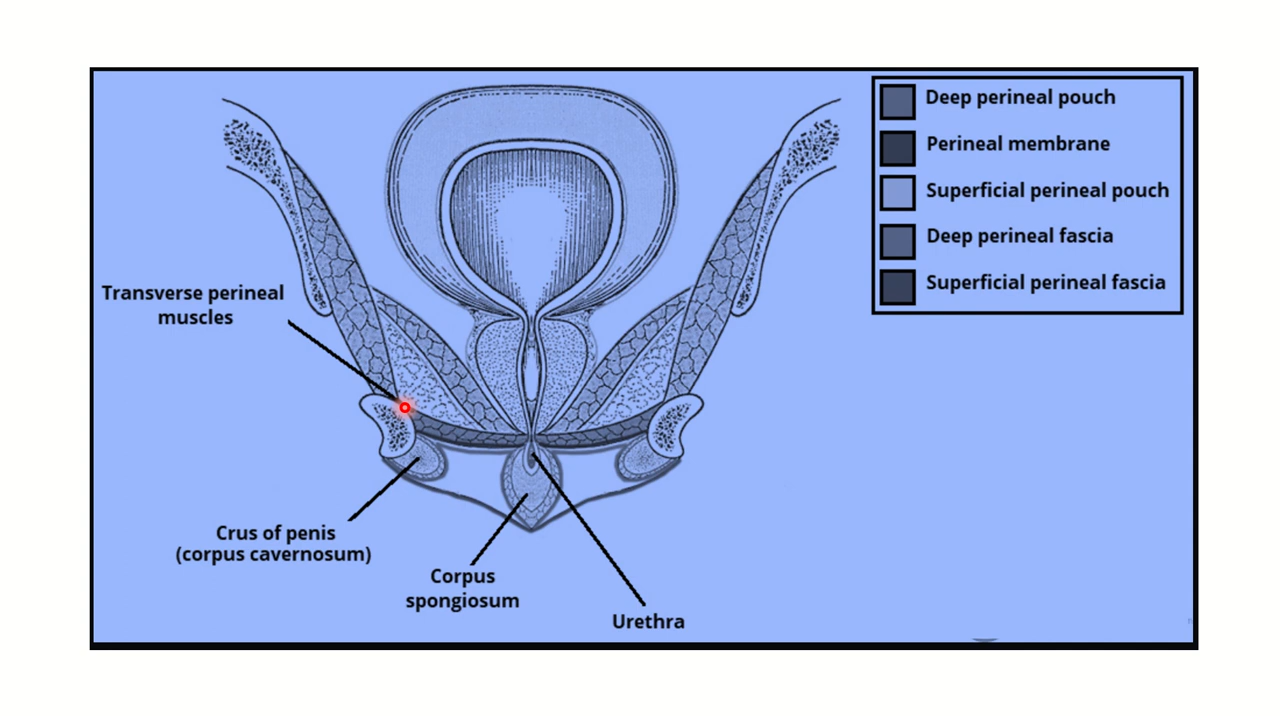 Deep perineal pouch
Perineal membrane
Superficial perineal pouch
Deep perineal fascia
Superficial perineal fascia
Transverse perineal
muscles
Crus of penis
(corpus cavernosum)
Corpus
spongiosum
Urethra